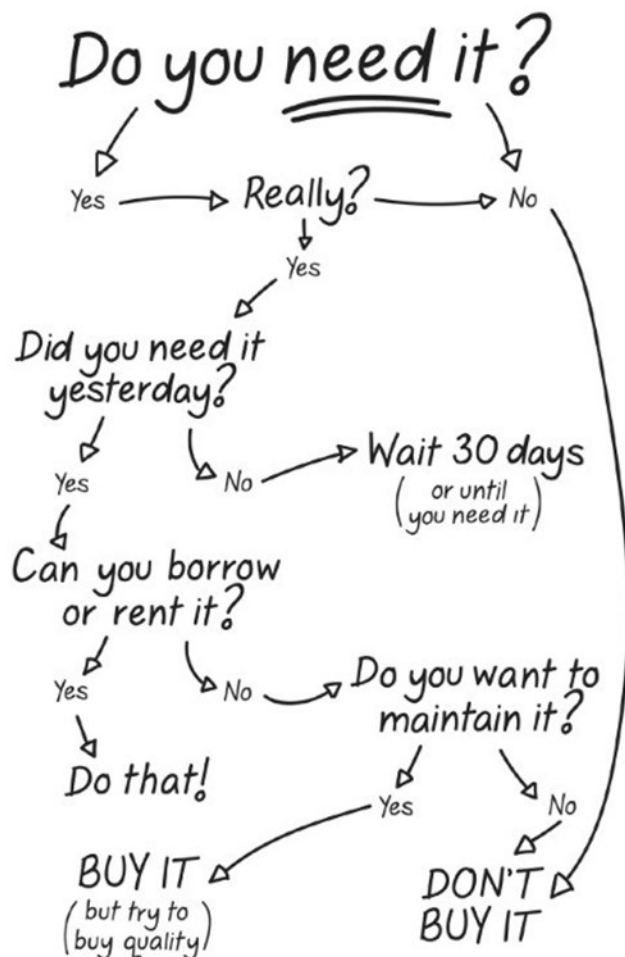 Do you need it?
Yes
Really?
No
Yes
Did you need it
yesterday?
Yes
No
Wait 30 days
(or until
you need it)
Can you borrow
or rent it?
Yes
No
Do you want to
maintain it?
Do that!
Yes
No
BUY IT
(but try to
buy quality)
DON'T
BUY IT